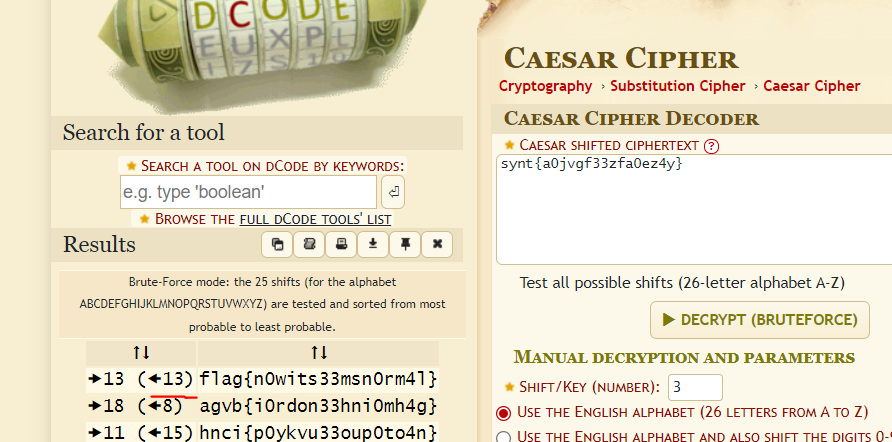 DCODE
EUXPL
Search for a tool
SEARCH A TOOL ON DCODE BY KEYWORDS:
e.g. type 'boolean'
BROWSE THE FULL DCODE TOOLS' LIST
Results
Brute-Force mode: the 25 shifts (for the alphabet
ABCDEFGHIJKLMNOPQRSTUVWXYZ) are tested and sorted from most
probable to least probable.
↑↓ ↑↓
➔13 (←13) flag{n0wits33msn0rm4l}
➔18 (←8) agvb{i0rdon33hni0mh4g}
➔11 (←15) hnci{p0ykvu33oup0to4n}
CAESAR CIPHER
Cryptography › Substitution Cipher › Caesar Cipher
CAESAR CIPHER DECODER
CAESAR SHIFTED CIPHERTEXT ?
synt{a0jvgf33zfa0ez4y}
Test all possible shifts (26-letter alphabet A-Z)
▶ DECRYPT (BRUTEFORCE)
MANUAL DECRYPTION AND PARAMETERS
SHIFT/KEY (NUMBER): 3
USE THE ENGLISH ALPHABET (26 LETTERS FROM A TO Z)
USE THE ENGLISH ALPHABET AND ALSO SHIFT THE DIGITS 0-9